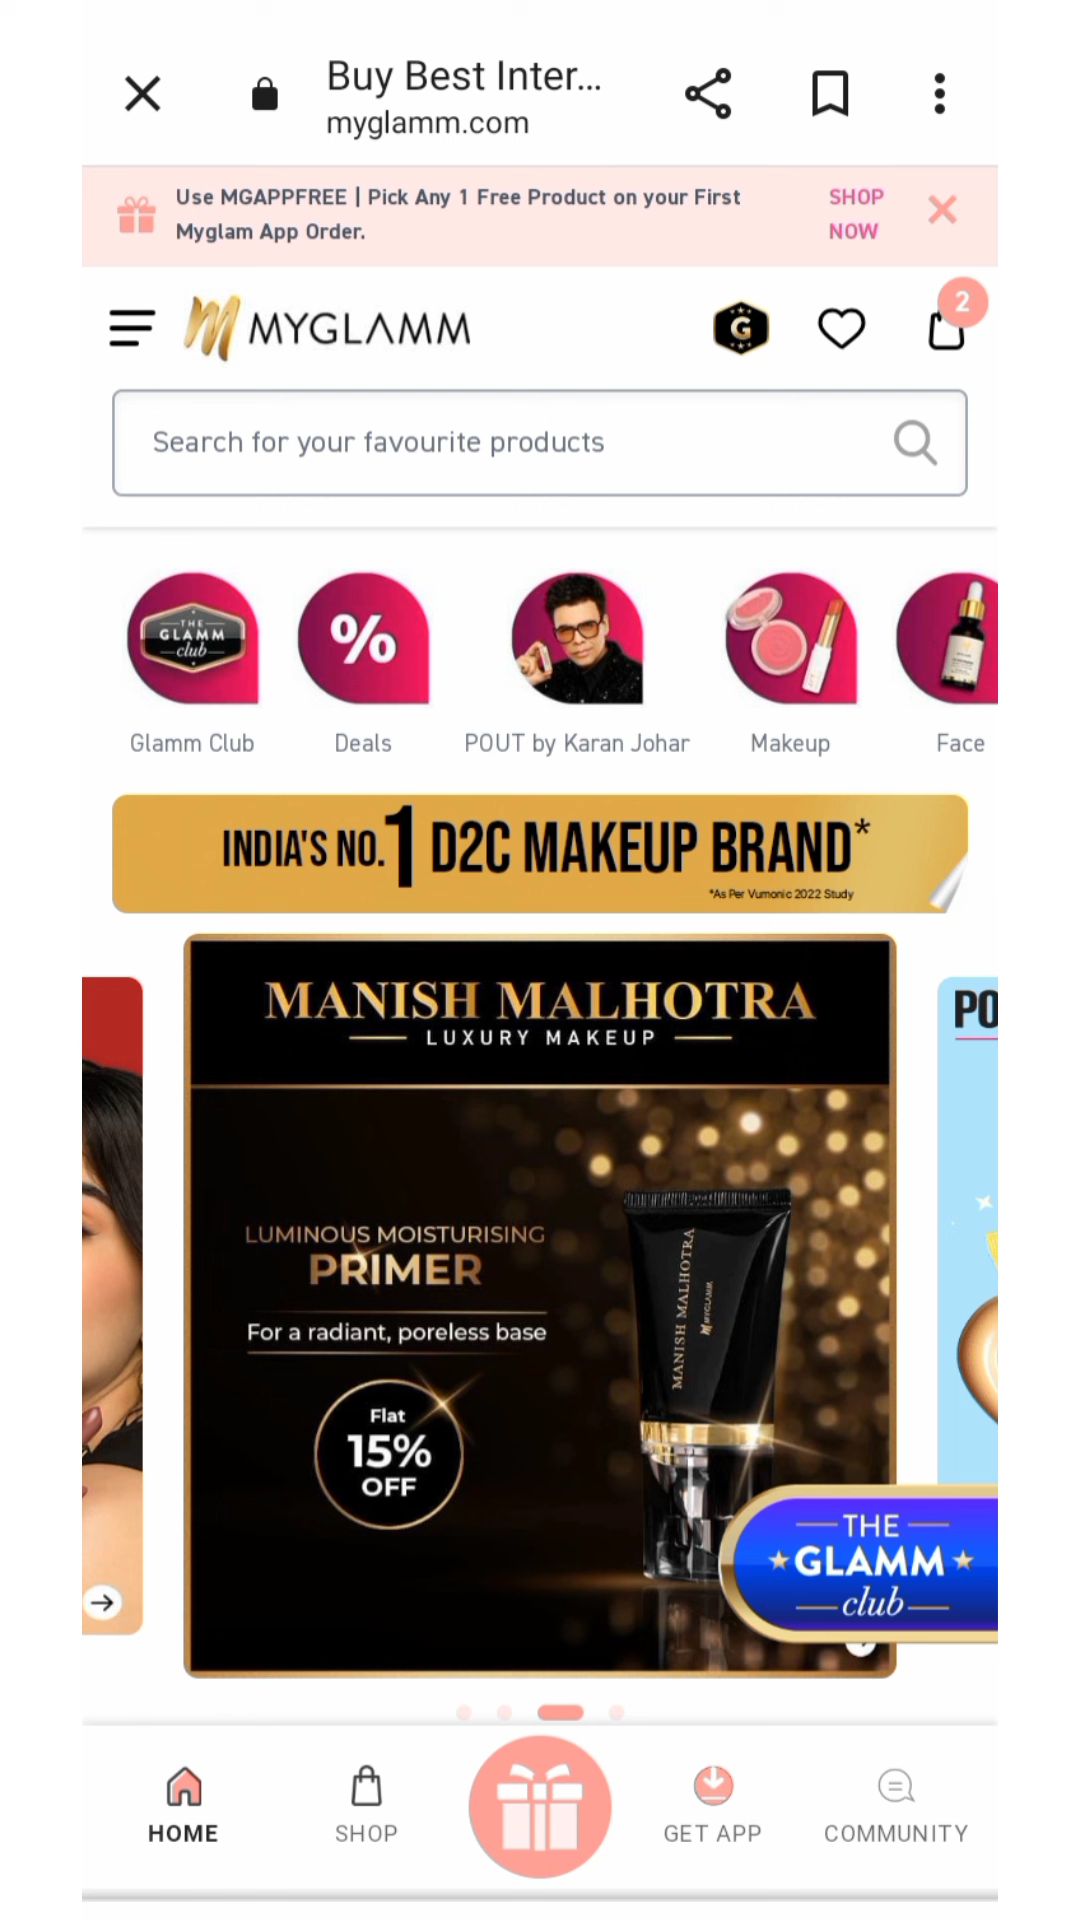 Buy Best Inter...
myglamm.com
Use MGAPPFREE | Pick Any 1 Free Product on your First
Myglam App Order.
SHOP
NOW
MYGLAMM
G
2
Search for your favourite products
THE
GLAMM
club
%
Glamm Club
Deals
POUT by Karan Johar
Makeup
Face
INDIA'S NO.1 D2C MAKEUP BRAND*
*As Per Vumonic 2022 Study
MANISH MALHOTRA
LUXURY MAKEUP
PO
LUMINOUS MOISTURISING
PRIMER
For a radiant, poreless base
Flat
15%
OFF
MANISH MALHOTRA
MYGLAMM
THE
GLAMM
club
HOME
SHOP
GET APP
COMMUNITY